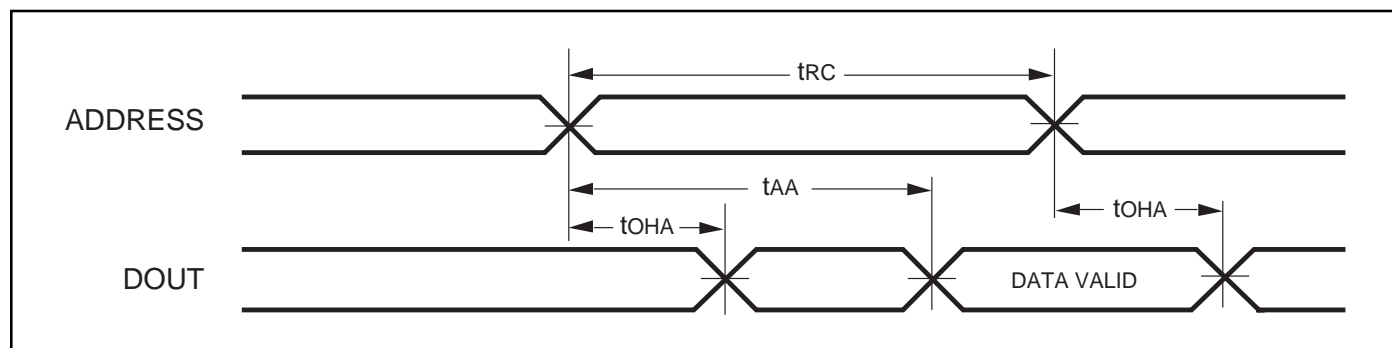 tRC
ADDRESS
tAA
tOHA
tOHA
DOUT
DATA VALID